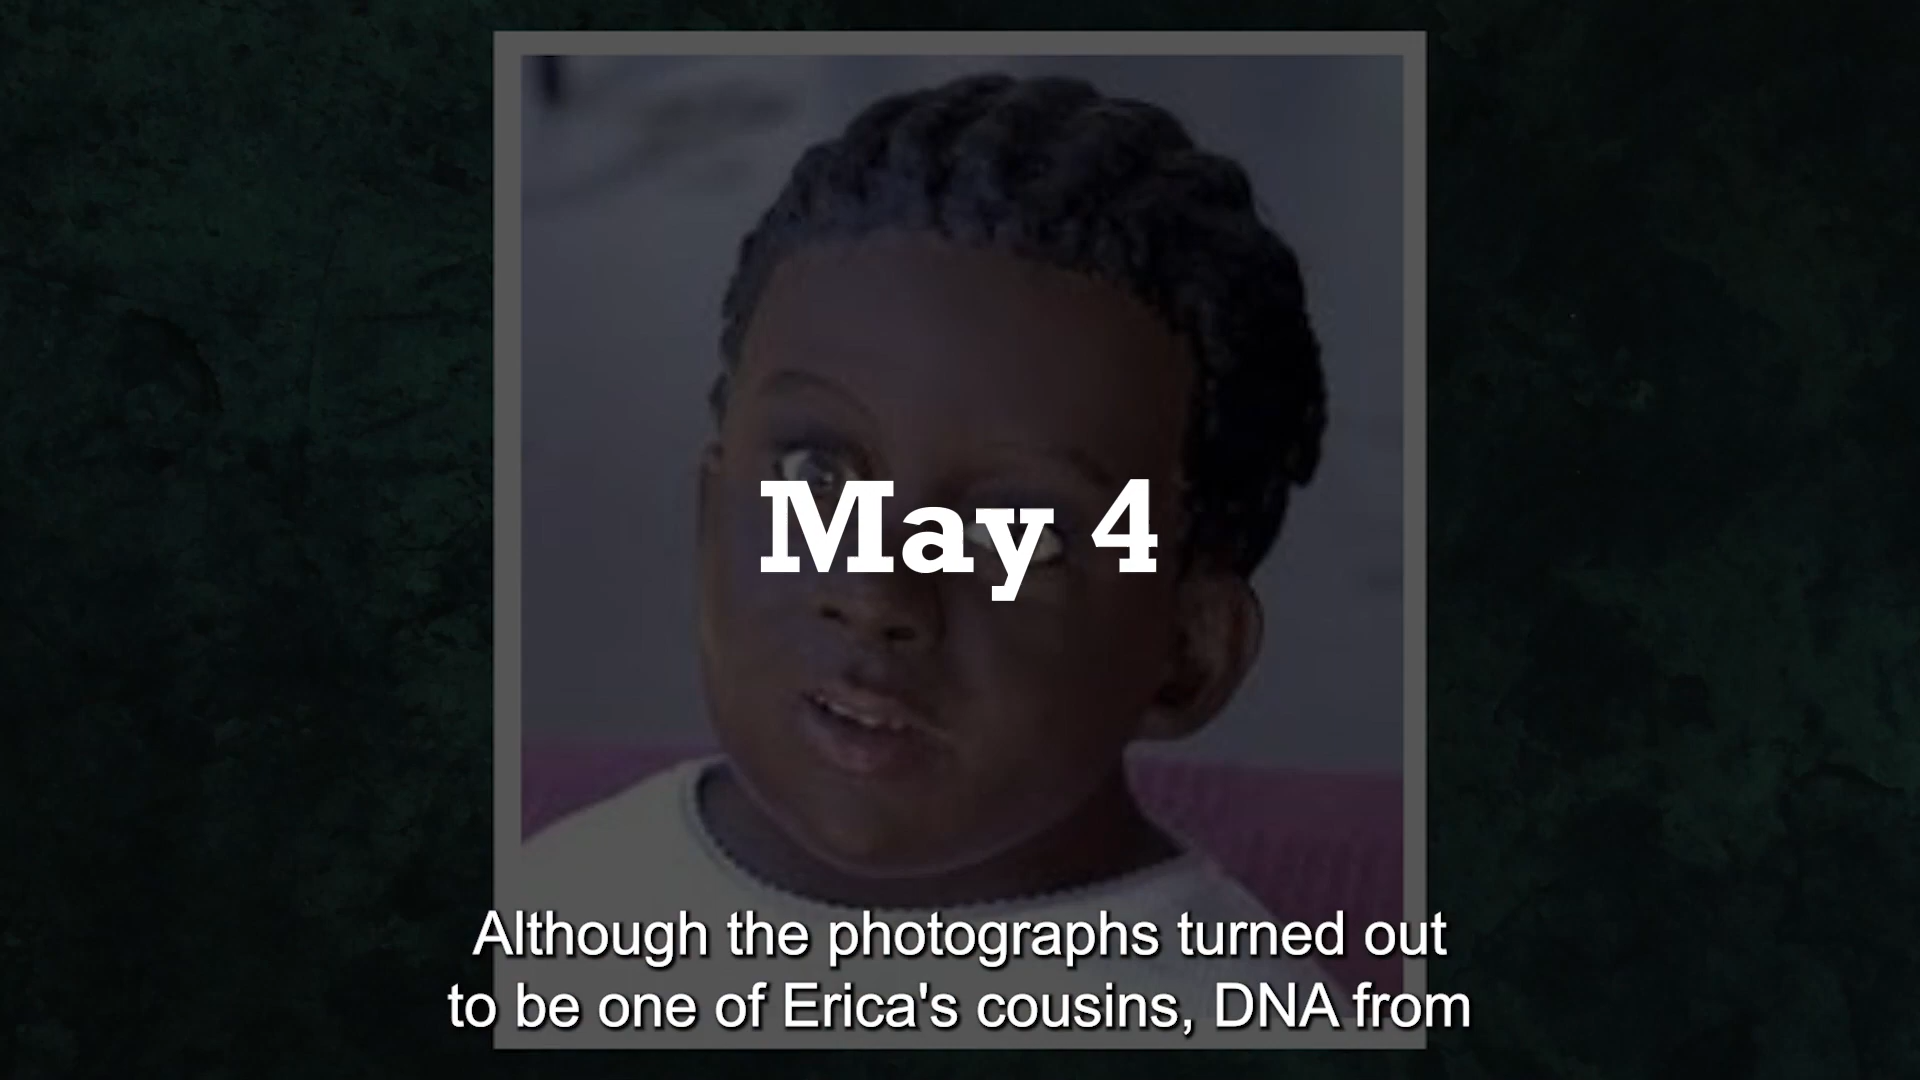 May 4
Although the photographs turned out
to be one of Erica's cousins, DNA from